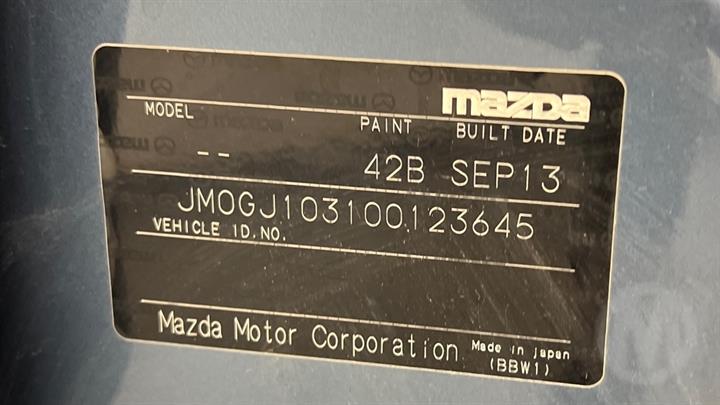 mazda
MODEL PAINT BUILT DATE
-- 42B SEP13
JM0GJ103100123645
VEHICLE ID.NO.
Mazda Motor Corporation Made in Japan
(BBW1)